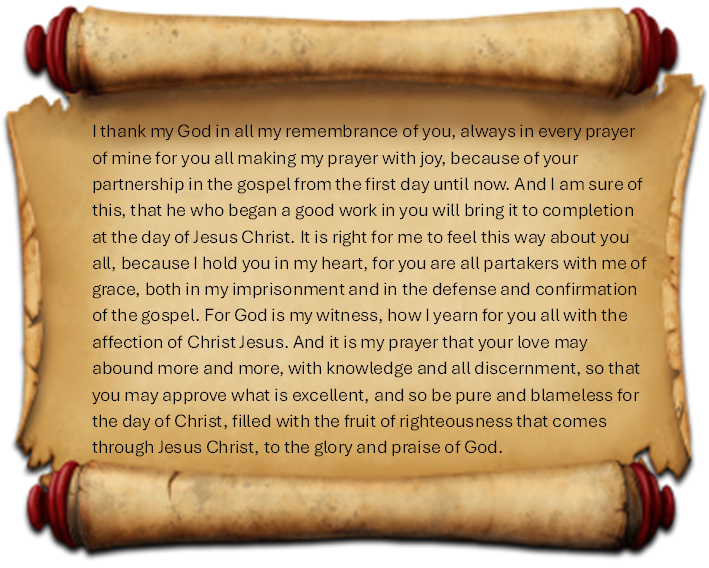 I thank my God in all my remembrance of you, always in every prayer
of mine for you all making my prayer with joy, because of your
partnership in the gospel from the first day until now. And I am sure of
this, that he who began a good work in you will bring it to completion
at the day of Jesus Christ. It is right for me to feel this way about you
all, because I hold you in my heart, for you are all partakers with me of
grace, both in my imprisonment and in the defense and confirmation
of the gospel. For God is my witness, how I yearn for you all with the
affection of Christ Jesus. And it is my prayer that your love may
abound more and more, with knowledge and all discernment, so that
you may approve what is excellent, and so be pure and blameless for
the day of Christ, filled with the fruit of righteousness that comes
through Jesus Christ, to the glory and praise of God.